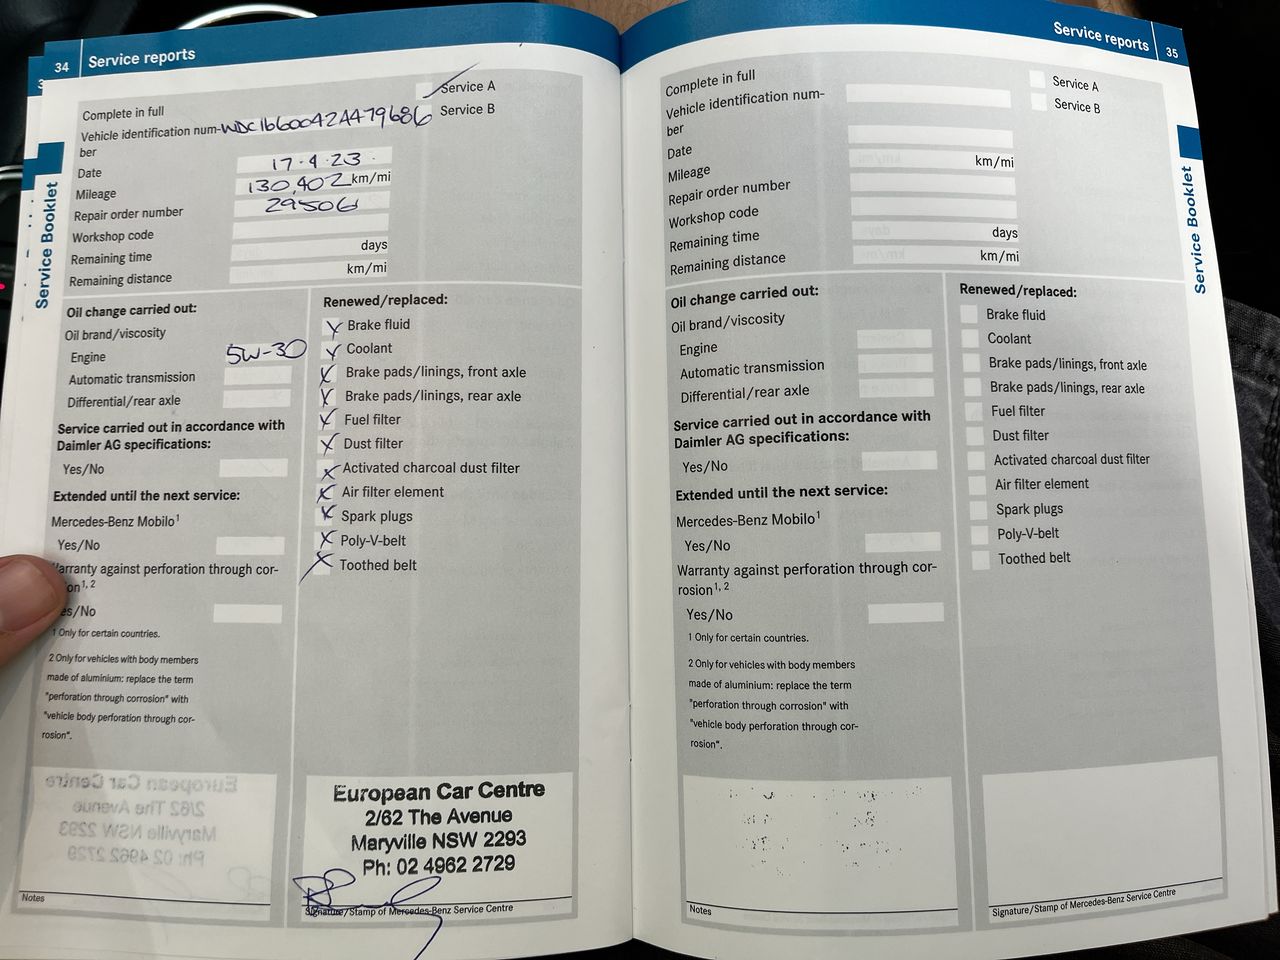 34 Service reports
Complete in full
Service A
Service B
Vehicle identification num-
ber
WDC1660042A479686
Date 17.4.23
Mileage 130,402 km/mi
Repair order number 29506
Workshop code
Remaining time days
Remaining distance km/mi
Service Booklet
Oil change carried out:
Oil brand/viscosity
Engine 5W-30
Automatic transmission
Differential/rear axle
Service carried out in accordance with
Daimler AG specifications:
Yes/No
Extended until the next service:
Mercedes-Benz Mobilo1
Yes/No
Warranty against perforation through cor-
rosion1, 2
Yes/No
1 Only for certain countries.
2 Only for vehicles with body members
made of aluminium: replace the term
"perforation through corrosion" with
"vehicle body perforation through cor-
rosion".
Notes
Renewed/replaced:
Brake fluid
Coolant
Brake pads/linings, front axle
Brake pads/linings, rear axle
Fuel filter
Dust filter
Activated charcoal dust filter
Air filter element
Spark plugs
Poly-V-belt
Toothed belt
European Car Centre
2/62 The Avenue
Maryville NSW 2293
Ph: 02 4962 2729
Signature/Stamp of Mercedes-Benz Service Centre
Service reports 35
Complete in full
Service A
Service B
Vehicle identification num-
ber
Date
Mileage km/mi
Repair order number
Workshop code
Remaining time days
Remaining distance km/mi
Service Booklet
Oil change carried out:
Oil brand/viscosity
Engine
Automatic transmission
Differential/rear axle
Service carried out in accordance with
Daimler AG specifications:
Yes/No
Extended until the next service:
Mercedes-Benz Mobilo1
Yes/No
Warranty against perforation through cor-
rosion1, 2
Yes/No
1 Only for certain countries.
2 Only for vehicles with body members
made of aluminium: replace the term
"perforation through corrosion" with
"vehicle body perforation through cor-
rosion".
Notes
Renewed/replaced:
Brake fluid
Coolant
Brake pads/linings, front axle
Brake pads/linings, rear axle
Fuel filter
Dust filter
Activated charcoal dust filter
Air filter element
Spark plugs
Poly-V-belt
Toothed belt
Signature/Stamp of Mercedes-Benz Service Centre